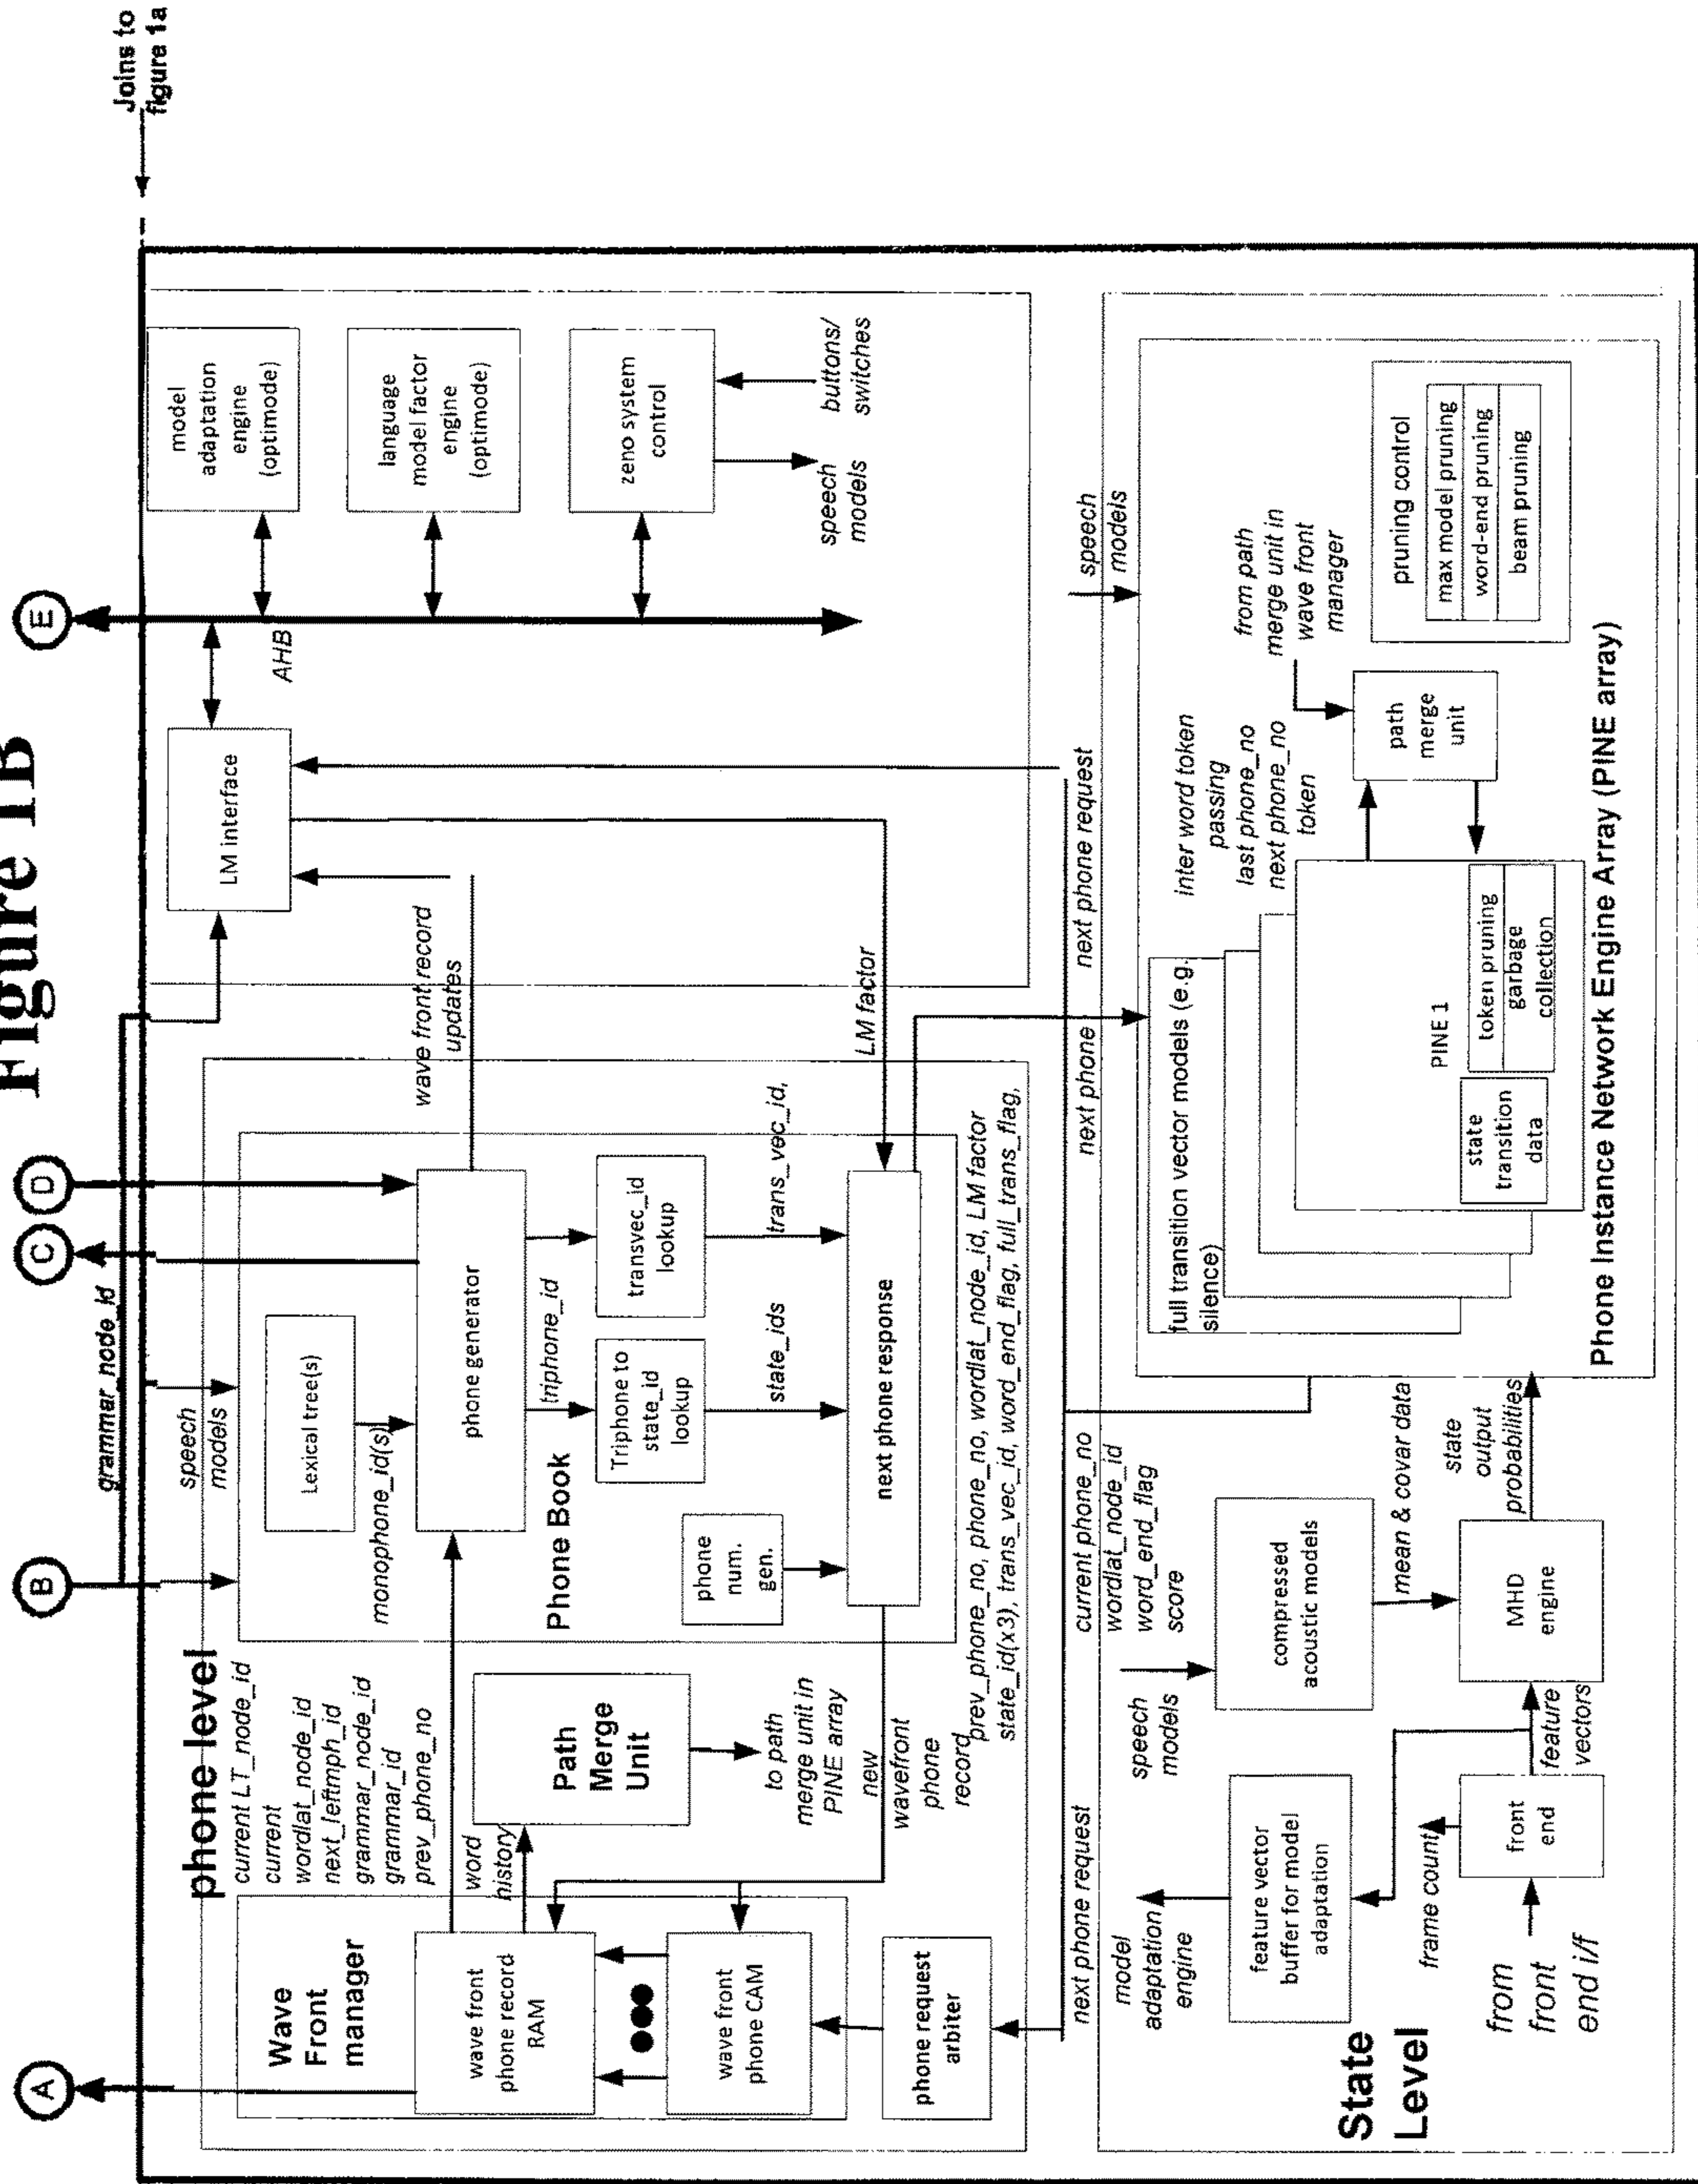 Figure 1B
Joins to
figure 1a
A
B
C
D
E
grammar_node_id
speech
models
phone level
Wave
Front
manager
current LT_node_id
current
wordlat_node_id
next_leftmph_id
grammar_node_id
grammar_id
prev_phone_no
wave front
phone record
RAM
wave front
phone CAM
phone request
arbiter
word
history
Path
Merge
Unit
to path
merge unit in
PINE array
new
wavefront
phone
record
Lexical tree(s)
monophone_id(s)
phone generator
Phone Book
triphone_id
Triphone to
state_id
lookup
transvec_id
lookup
phone
num.
gen.
state_ids
trans_vec_id,
next phone response
prev_phone_no, phone_no, wordlat_node_id, LM factor
state_id(x3), trans_vec_id, word_end_flag, full_trans_flag,
wave front record
updates
LM factor
LM interface
AHB
model
adaptation
engine
(optimode)
language
model factor
engine
(optimode)
zeno system
control
speech
models
buttons/
switches
next phone request
current phone_no
wordlat_node_id
word_end_flag
score
next phone
next phone request
speech
models
State
Level
model
adaptation
engine
feature vector
buffer for model
adaptation
frame count
from
front
end i/f
front
end
feature
vectors
speech
models
compressed
acoustic models
mean & covar data
MHD
engine
state
output
probabilities
full transition vector models (e.g.
silence)
inter word token
passing
last phone_no
next phone_no
token
from path
merge unit in
wave front
manager
path
merge
unit
PINE 1
state
transition
data
token pruning
garbage
collection
pruning control
max model pruning
word-end pruning
beam pruning
Phone Instance Network Engine Array (PINE array)